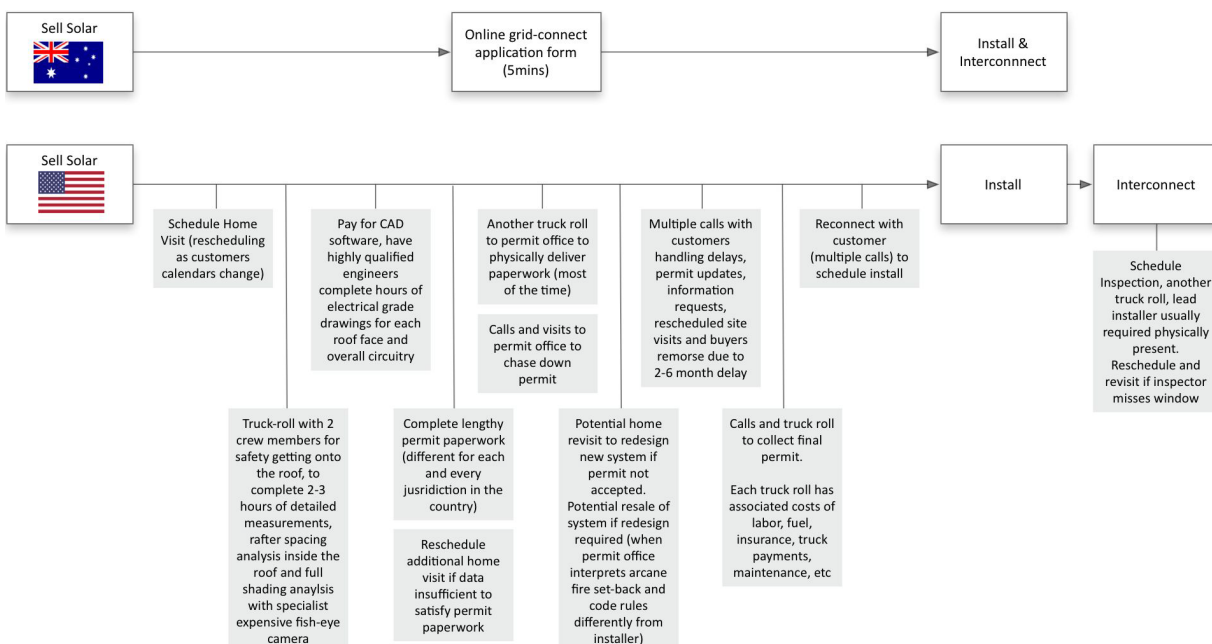 Sell Solar
Online grid-connect
application form
(5mins)
Install &
Interconnnect
Sell Solar
Install
Interconnect
Schedule Home
Visit (rescheduling
as customers
calendars change)
Pay for CAD
software, have
highly qualified
engineers
complete hours of
electrical grade
drawings for each
roof face and
overall circuitry
Another truck roll
to permit office to
physically deliver
paperwork (most
of the time)
Calls and visits to
permit office to
chase down
permit
Multiple calls with
customers
handling delays,
permit updates,
information
requests,
rescheduled site
visits and buyers
remorse due to
2-6 month delay
Reconnect with
customer
(multiple calls) to
schedule install
Schedule
Inspection, another
truck roll, lead
installer usually
required physically
present.
Reschedule and
revisit if inspector
misses window
Truck-roll with 2
crew members for
safety getting onto
the roof, to
complete 2-3
hours of detailed
measurements,
rafter spacing
analysis inside the
roof and full
shading anaylsis
with specialist
expensive fish-eye
camera
Complete lengthy
permit paperwork
(different for each
and every
jusridiction in the
country)
Reschedule
additional home
visit if data
insufficient to
satisfy permit
paperwork
Potential home
revisit to redesign
new system if
permit not
accepted.
Potential resale of
system if redesign
required (when
permit office
interprets arcane
fire set-back and
code rules
differently from
installer)
Calls and truck roll
to collect final
permit.
Each truck roll has
associated costs of
labor, fuel,
insurance, truck
payments,
maintenance, etc